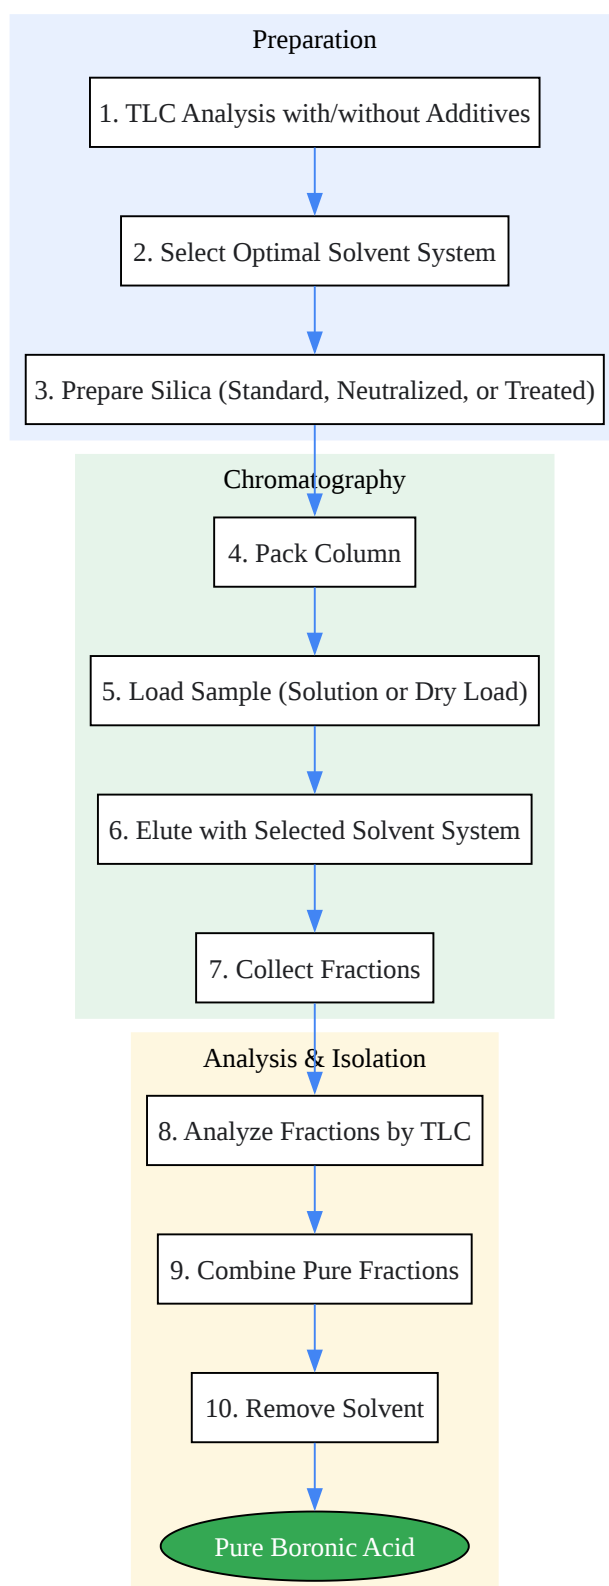 Preparation
1. TLC Analysis with/without Additives
2. Select Optimal Solvent System
3. Prepare Silica (Standard, Neutralized, or Treated)
Chromatography
4. Pack Column
5. Load Sample (Solution or Dry Load)
6. Elute with Selected Solvent System
7. Collect Fractions
Analysis & Isolation
8. Analyze Fractions by TLC
9. Combine Pure Fractions
10. Remove Solvent
Pure Boronic Acid